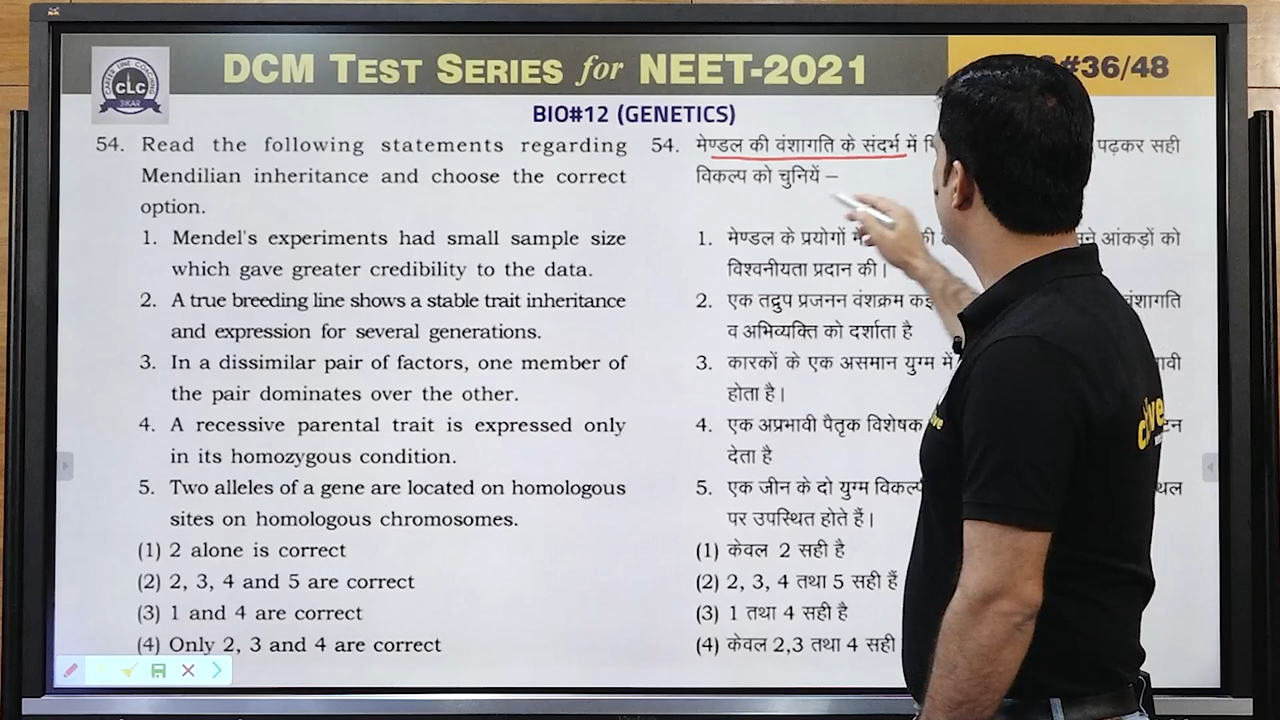 DCM TEST SERIES for NEET-2021
#36/48
CAREER LINE COACHING
CLC
SIKAR
BIO#12 (GENETICS)
54. Read the following statements regarding
Mendilian inheritance and choose the correct
option.
1. Mendel's experiments had small sample size
which gave greater credibility to the data.
2. A true breeding line shows a stable trait inheritance
and expression for several generations.
3. In a dissimilar pair of factors, one member of
the pair dominates over the other.
4. A recessive parental trait is expressed only
in its homozygous condition.
5. Two alleles of a gene are located on homologous
sites on homologous chromosomes.
(1) 2 alone is correct
(2) 2, 3, 4 and 5 are correct
(3) 1 and 4 are correct
(4) Only 2, 3 and 4 are correct
54. मेण्डल की वंशागति के संदर्भ में पढ़कर सही
विकल्प को चुनियें –
1. मेण्डल के प्रयोगों आंकड़ों को
विश्वनीयता प्रदान की।
2. एक तद्रुप प्रजनन वंशक्रम वंशागति
व अभिव्यक्ति को दर्शाता है
3. कारकों के एक असमान युग्म में
होता है।
4. एक अप्रभावी पैतृक विशेषक
देता है
5. एक जीन के दो युग्म
पर उपस्थित होते हैं।
(1) केवल 2 सही है
(2) 2, 3, 4 तथा 5 सही हैं
(3) 1 तथा 4 सही है
(4) केवल 2,3 तथा 4 सही